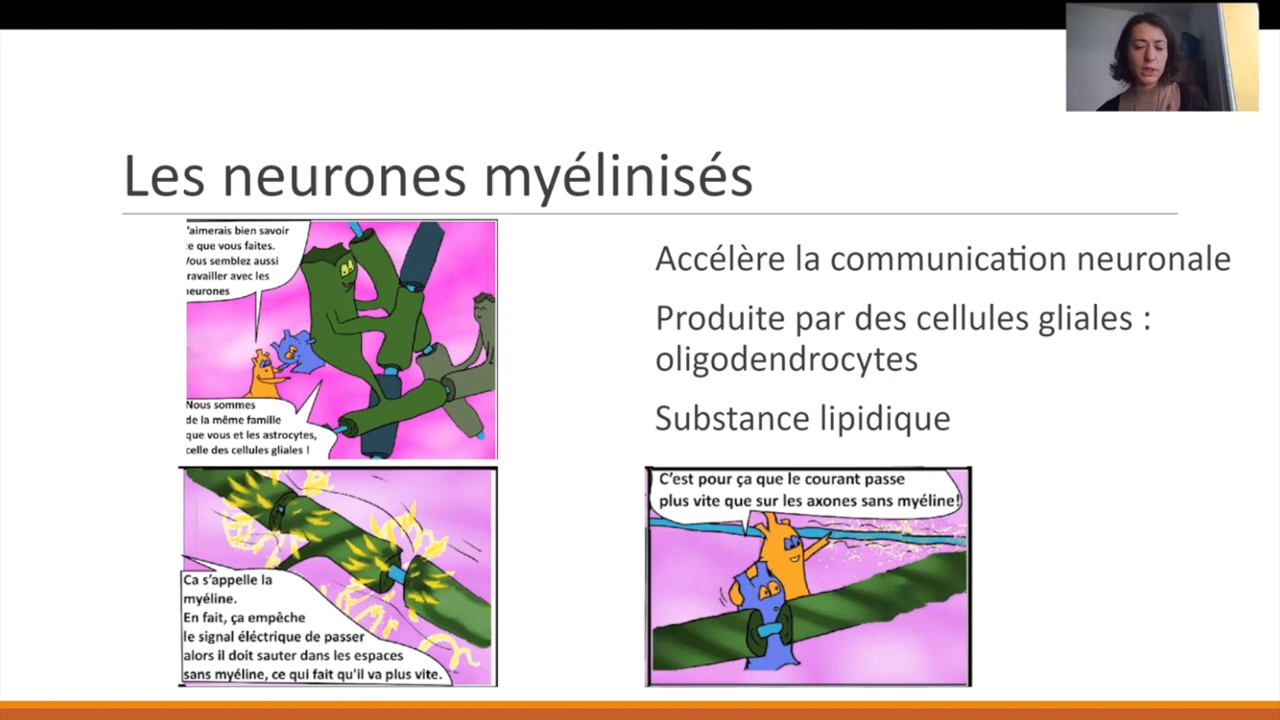 Les neurones myélinisés
'aimerais bien savoir
e que vous faites.
Vous semblez aussi
ravailler avec les
neurones
Nous sommes
de la même famille
que vous et les astrocytes,
celle des cellules gliales !
Accélère la communication neuronale
Produite par des cellules gliales :
oligodendrocytes
Substance lipidique
Ca s'appelle la
myéline.
En fait, ça empêche
le signal éléctrique de passer
alors il doit sauter dans les espaces
sans myéline, ce qui fait qu'il va plus vite.
C'est pour ça que le courant passe
plus vite que sur les axones sans myéline!